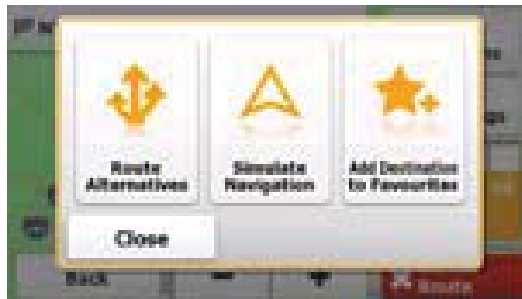 Route
Alternatives
Simulate
Navigation
Add Destination
to Favourites
Close
Back
Route